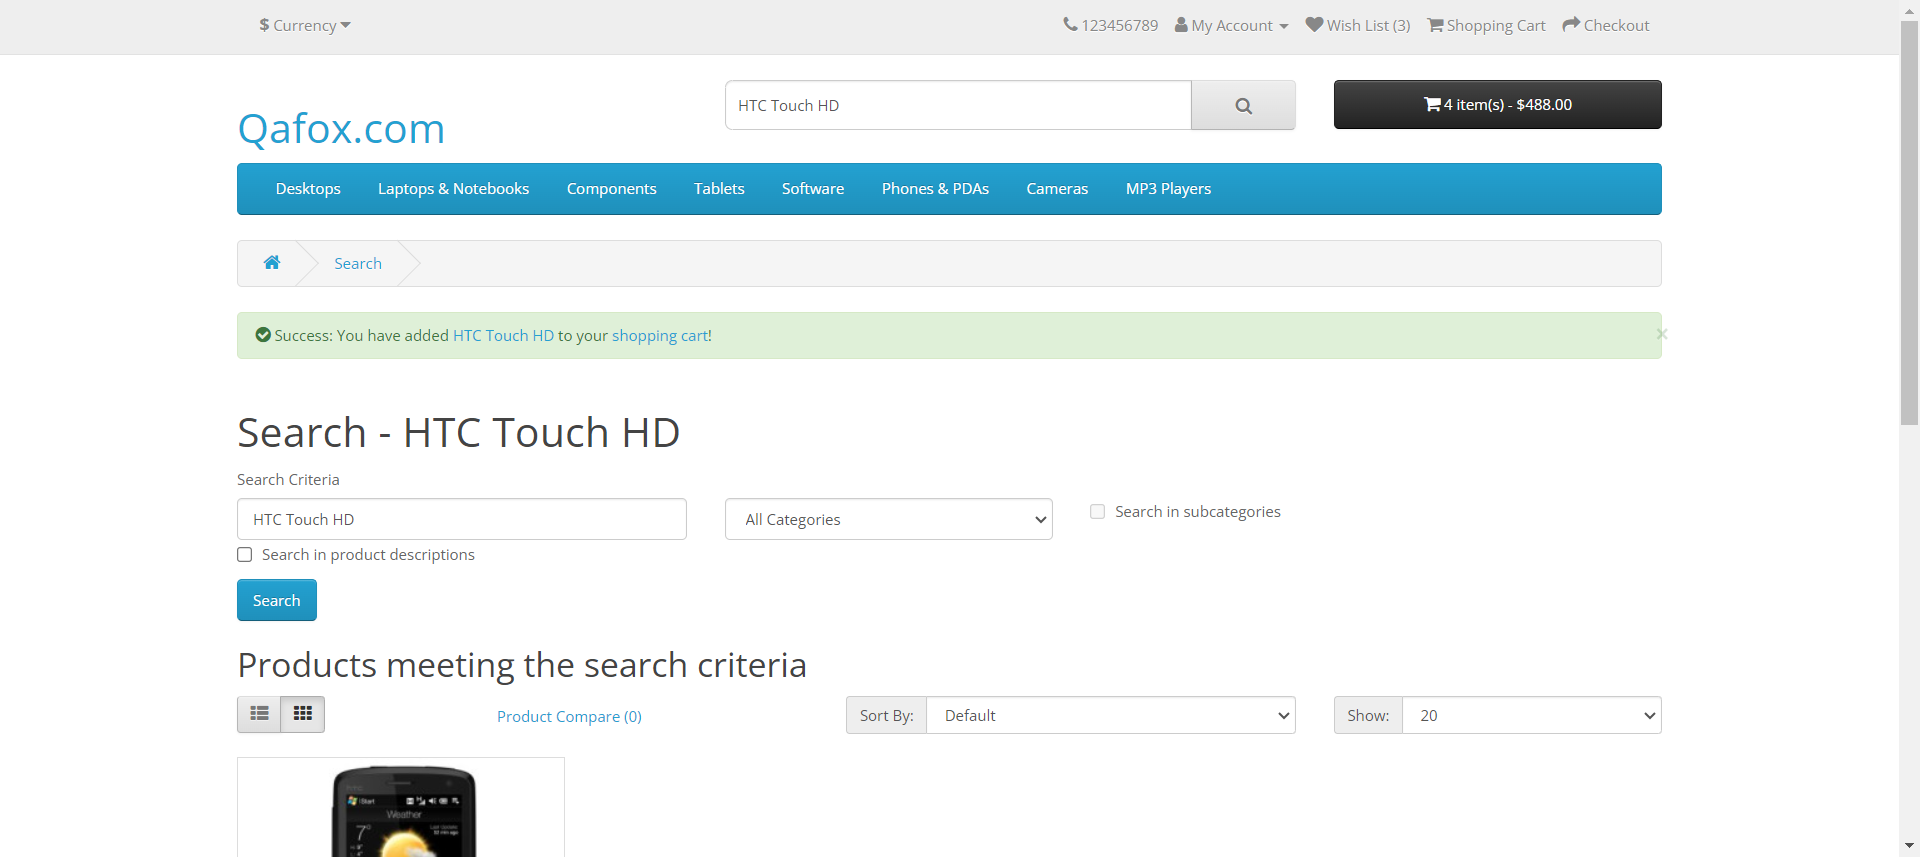 $ Currency
123456789 My Account Wish List (3) Shopping Cart Checkout
Qafox.com
HTC Touch HD
4 item(s) - $488.00
Desktops Laptops & Notebooks Components Tablets Software Phones & PDAs Cameras MP3 Players
Search
Success: You have added HTC Touch HD to your shopping cart!
×
Search - HTC Touch HD
Search Criteria
HTC Touch HD
All Categories
Search in subcategories
Search in product descriptions
Search
Products meeting the search criteria
Product Compare (0)
Sort By: Default
Show: 20
Start
Weather
7°